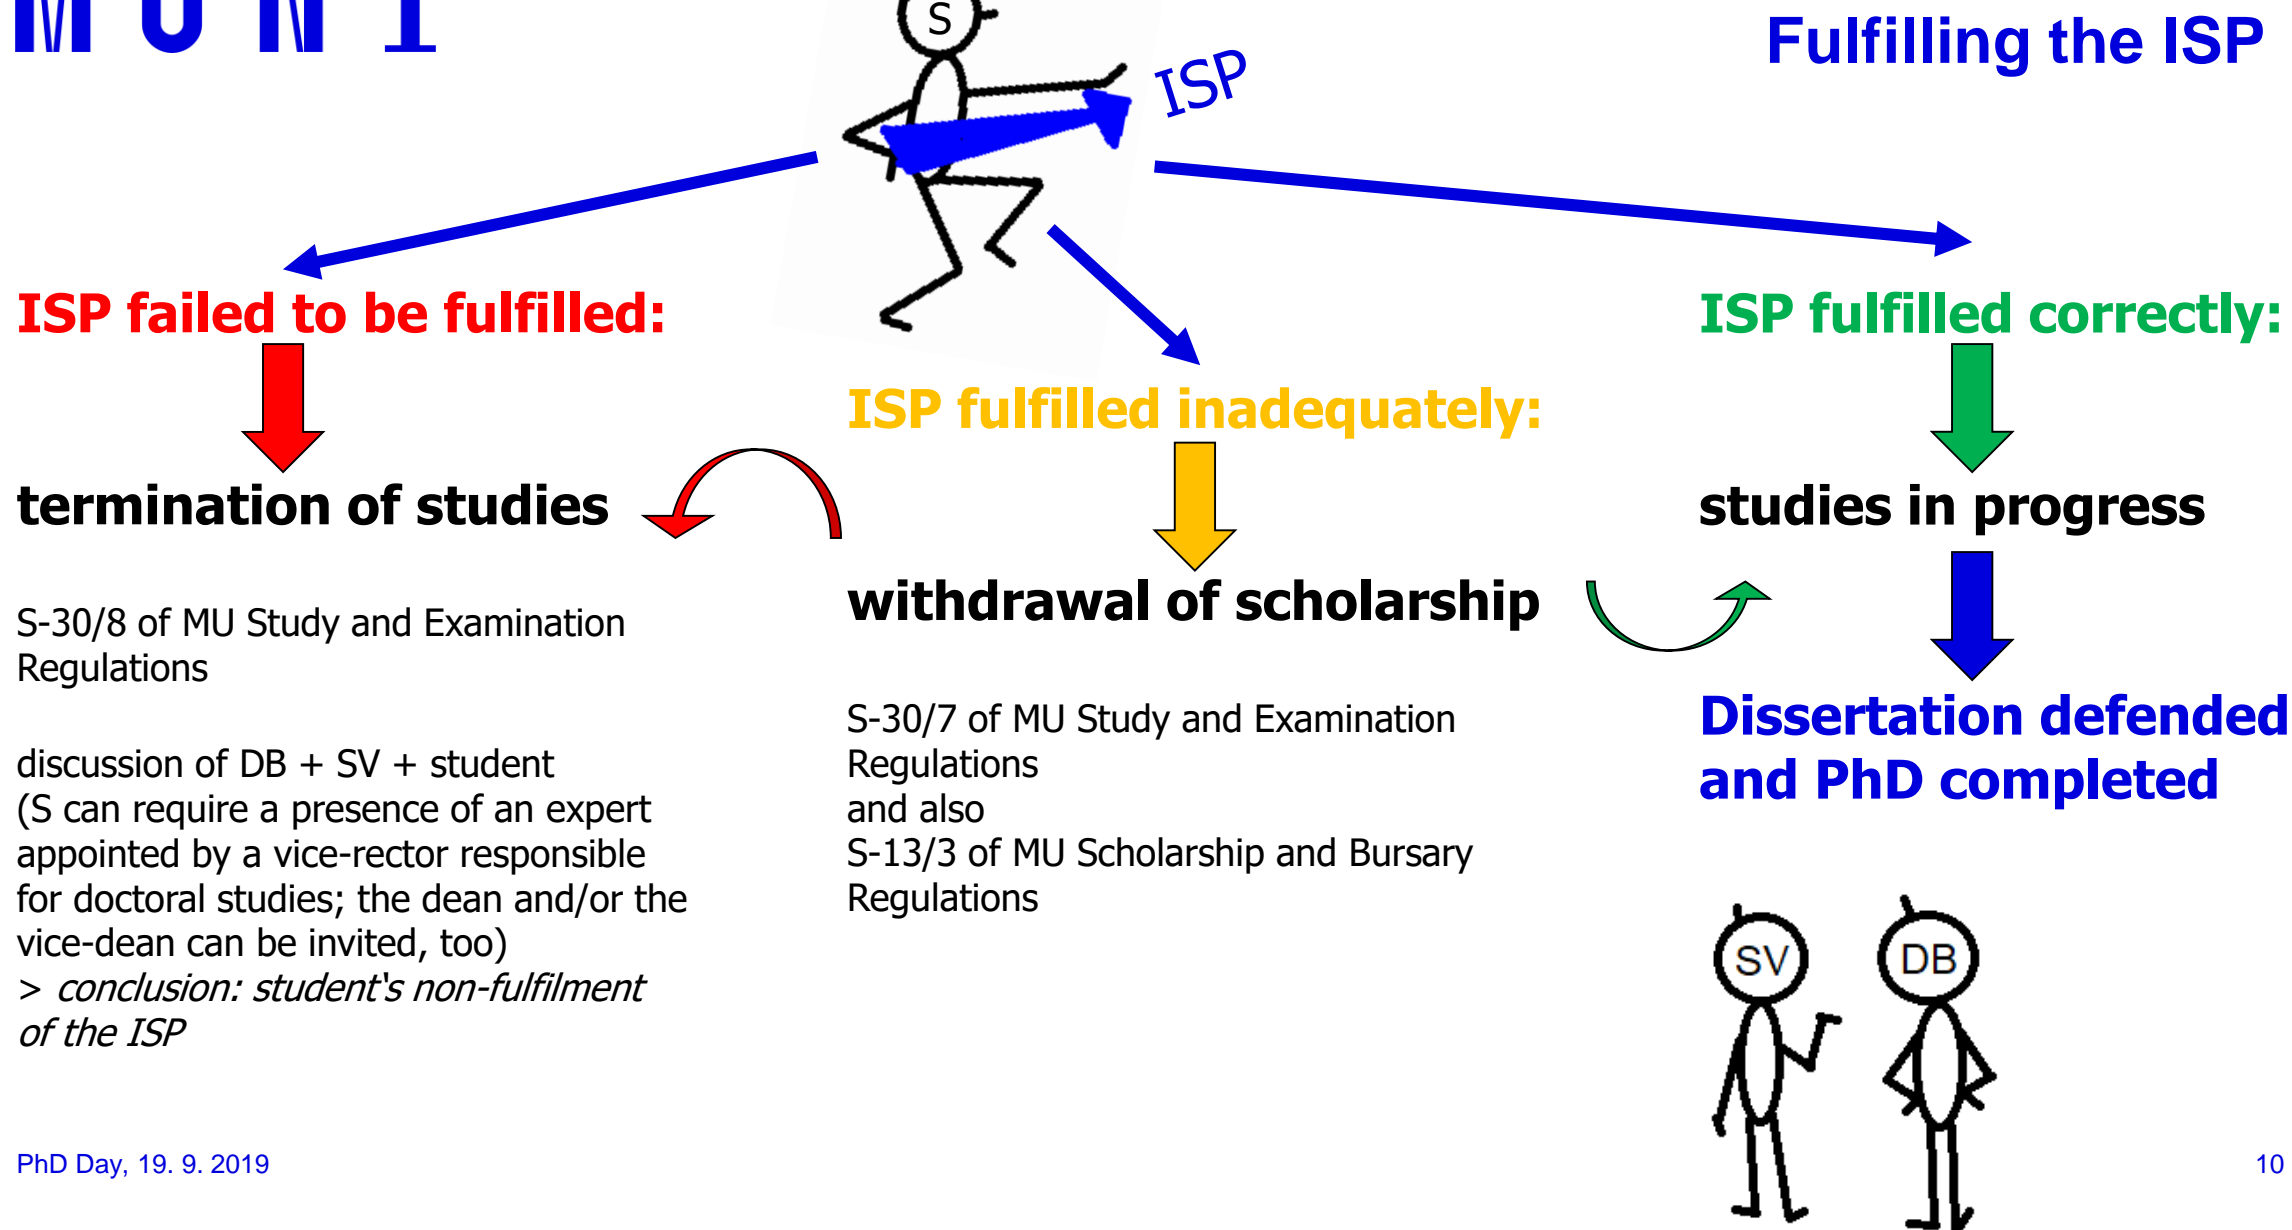 MUNI
S
ISP
Fulfilling the ISP
ISP failed to be fulfilled:
termination of studies
S-30/8 of MU Study and Examination
Regulations
discussion of DB + SV + student
(S can require a presence of an expert
appointed by a vice-rector responsible
for doctoral studies; the dean and/or the
vice-dean can be invited, too)
> conclusion: student‘s non-fulfilment
of the ISP
ISP fulfilled inadequately:
withdrawal of scholarship
S-30/7 of MU Study and Examination
Regulations
and also
S-13/3 of MU Scholarship and Bursary
Regulations
ISP fulfilled correctly:
studies in progress
Dissertation defended
and PhD completed
SV
DB
PhD Day, 19. 9. 2019
10